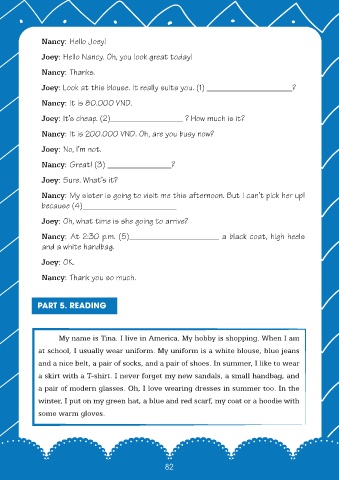 Nancy: Hello Joey!
Joey: Hello Nancy. Oh, you look great today!
Nancy: Thanks.
Joey: Look at this blouse. It really suits you. (1) ____________________?
Nancy: It is 80.000 VND.
Joey: It's cheap. (2)_________________ ? How much is it?
Nancy: It is 200.000 VND. Oh, are you busy now?
Joey: No, I'm not.
Nancy: Great! (3) _______________?
Joey: Sure. What's it?
Nancy: My sister is going to visit me this afternoon. But I can't pick her up!
because (4)______________________
Joey: Oh, what time is she going to arrive?
Nancy: At 2:30 p.m. (5)_____________________ a black coat, high heels
and a white handbag.
Joey: OK.
Nancy: Thank you so much.
PART 5. READING
My name is Tina. I live in America. My hobby is shopping. When I am
at school, I usually wear uniform. My uniform is a white blouse, blue jeans
and a nice belt, a pair of socks, and a pair of shoes. In summer, I like to wear
a skirt with a T-shirt. I never forget my new sandals, a small handbag, and
a pair of modern glasses. Oh, I love wearing dresses in summer too. In the
winter, I put on my green hat, a blue and red scarf, my coat or a hoodie with
some warm gloves.
82